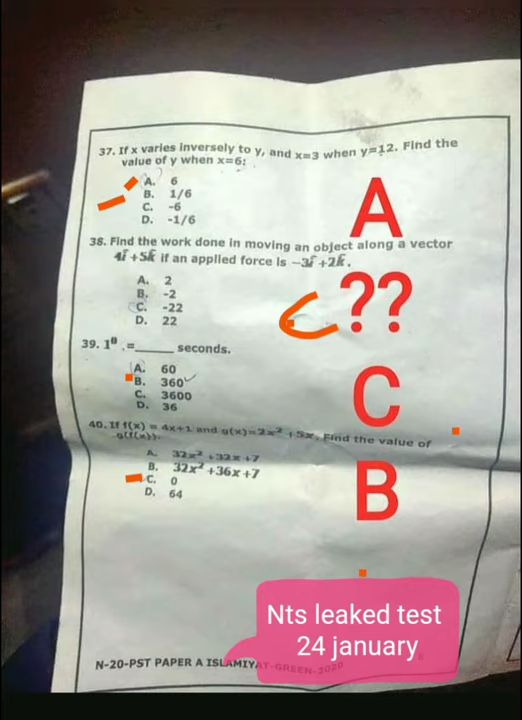 37. If x varies inversely to y, and x=3 when y=12. Find the
value of y when x=6:
A. 6
B. 1/6
C. -6
D. -1/6
A
38. Find the work done in moving an object along a vector
4i⃗ +5k⃗ if an applied force is −3i⃗ +2k⃗.
A. 2
B. -2
C. -22
D. 22
C ??
39. 1⁰ =_____ seconds.
A. 60
B. 360
C. 3600
D. 36
C
40. If f(x) = 4x+1 and g(x)=2x² +5x. Find the value of
g(f(x)).
A. 32x² +32x +7
B. 32x² +36x +7
C. 0
D. 64
B
Nts leaked test
24 january
N-20-PST PAPER A ISLAMIYAT-GREEN-2020